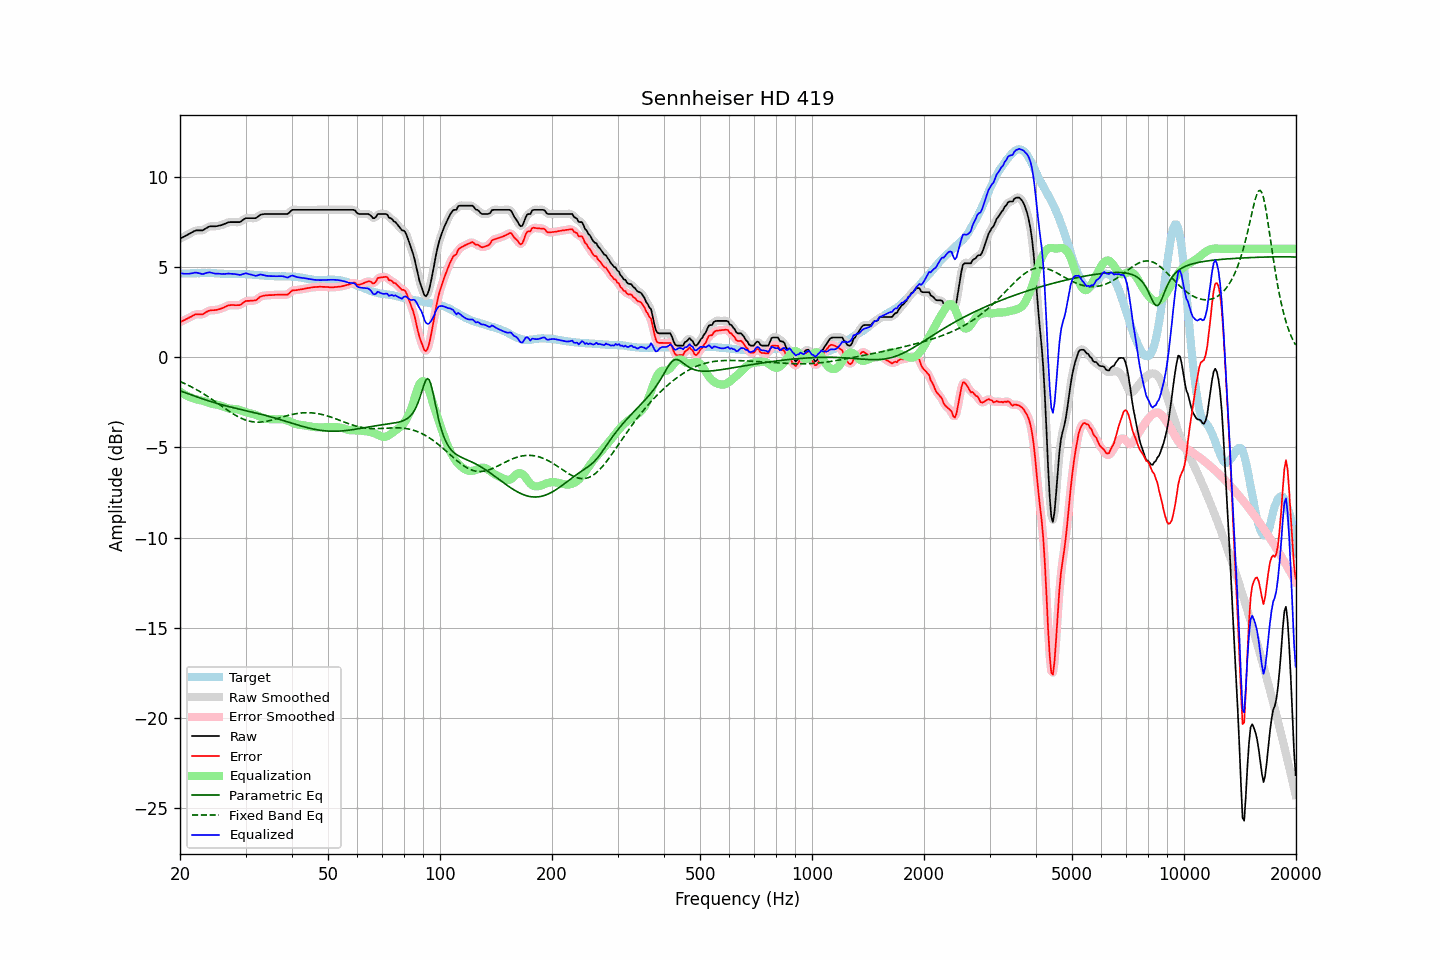 Sennheiser HD 419
Amplitude (dBr)
10
5
0
−5
−10
−15
−20
−25
Target
Raw Smoothed
Error Smoothed
Raw
Error
Equalization
Parametric Eq
Fixed Band Eq
Equalized
20 50 100 200 500 1000 2000 5000 10000 20000
Frequency (Hz)